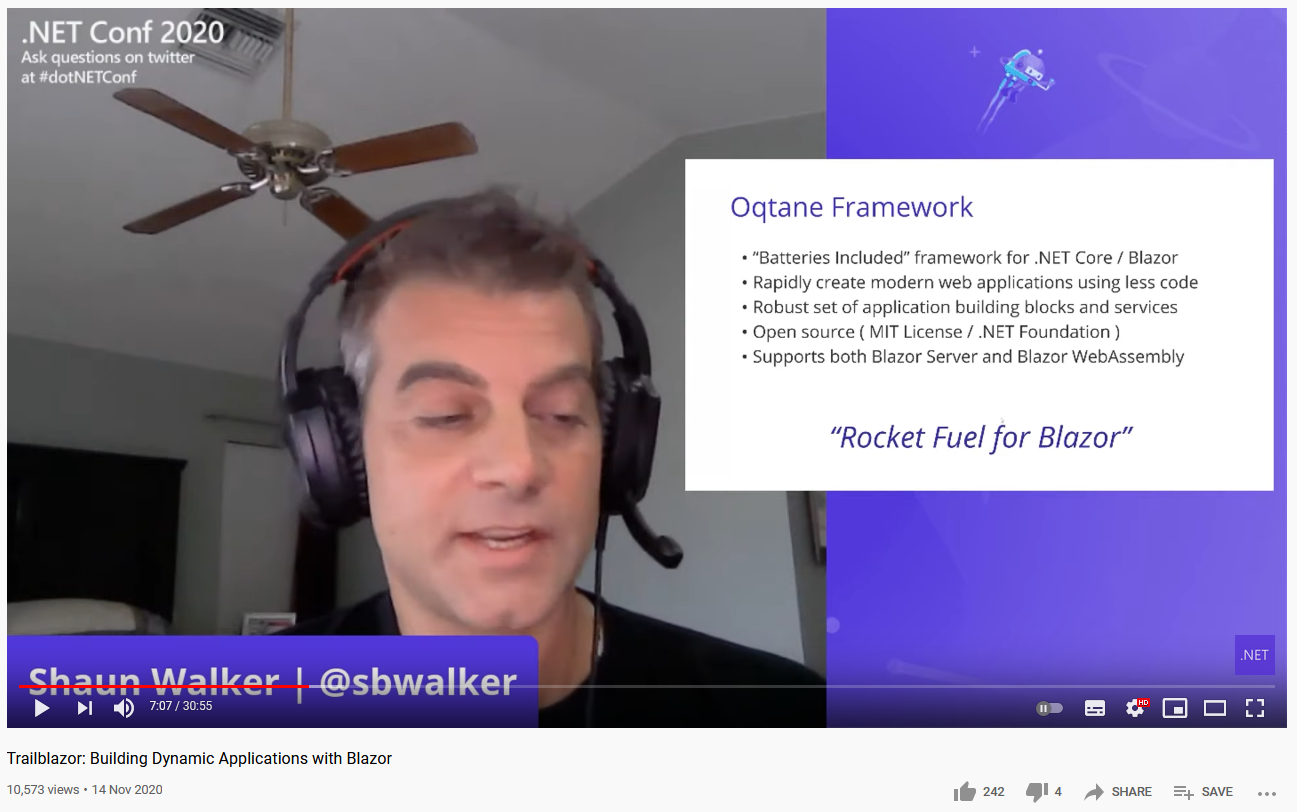 .NET Conf 2020
Ask questions on twitter
at #dotNETConf
Oqtane Framework
• “Batteries Included” framework for .NET Core / Blazor
• Rapidly create modern web applications using less code
• Robust set of application building blocks and services
• Open source ( MIT License / .NET Foundation )
• Supports both Blazor Server and Blazor WebAssembly
“Rocket Fuel for Blazor”
.NET
Shaun Walker | @sbwalker
7:07 / 30:55
HD
Trailblazor: Building Dynamic Applications with Blazor
10,573 views • 14 Nov 2020
242
4
SHARE
SAVE